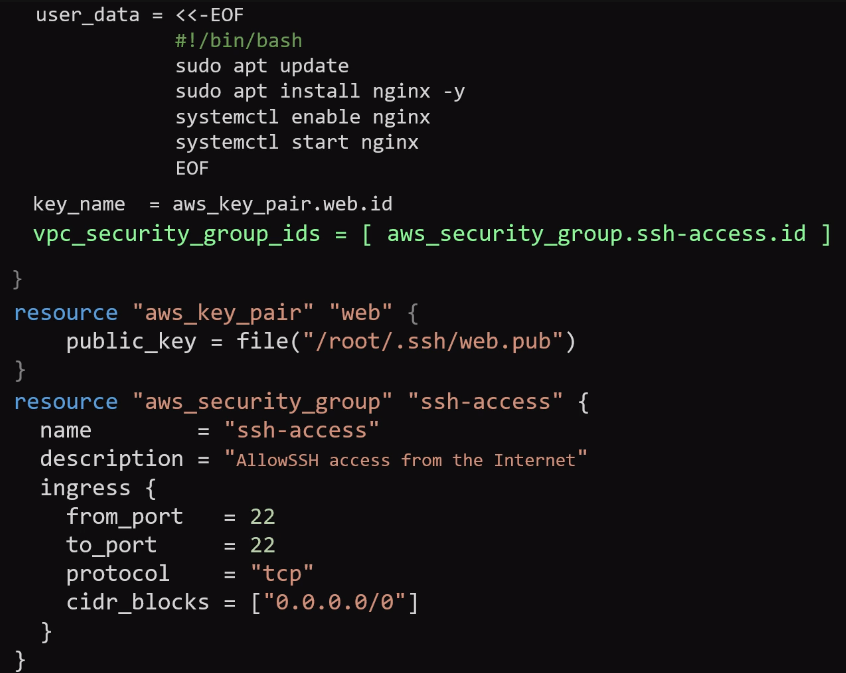 user_data = <<-EOF
#!/bin/bash
sudo apt update
sudo apt install nginx -y
systemctl enable nginx
systemctl start nginx
EOF
key_name  = aws_key_pair.web.id
vpc_security_group_ids = [ aws_security_group.ssh-access.id ]
}
resource "aws_key_pair" "web" {
public_key = file("/root/.ssh/web.pub")
}
resource "aws_security_group" "ssh-access" {
name        = "ssh-access"
description = "AllowSSH access from the Internet"
ingress {
from_port   = 22
to_port     = 22
protocol    = "tcp"
cidr_blocks = ["0.0.0.0/0"]
}
}